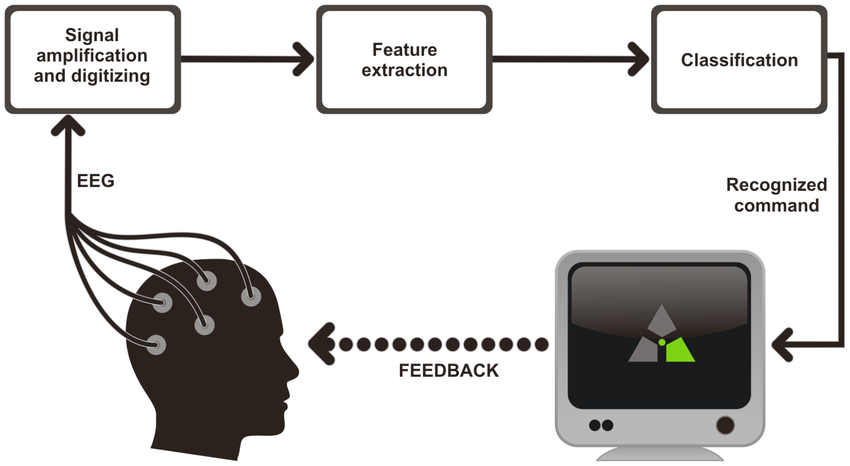 Signal
amplification
and digitizing
Feature
extraction
Classification
EEG
Recognized
command
FEEDBACK